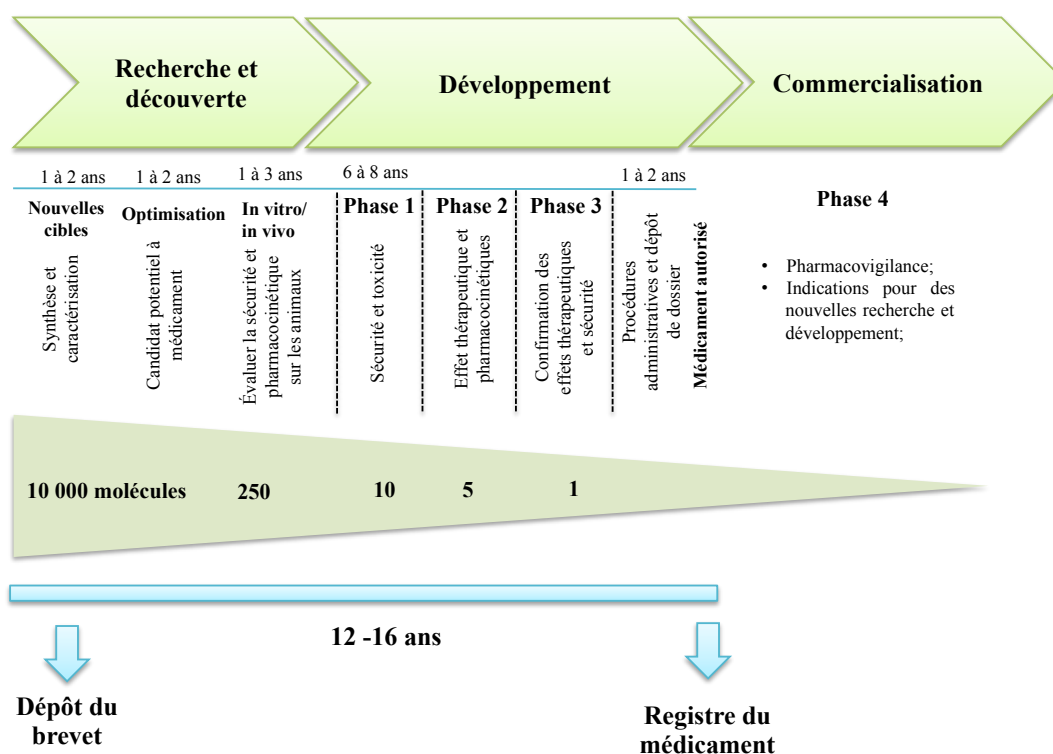 Recherche et
découverte
Développement
Commercialisation
1 à 2 ans
1 à 2 ans
1 à 3 ans
6 à 8 ans
1 à 2 ans
Nouvelles
cibles
Optimisation
In vitro/
in vivo
Phase 1
Phase 2
Phase 3
Phase 4
Synthèse et
caractérisation
Candidat potentiel à
médicament
Évaluer la sécurité et
pharmacocinétique
sur les animaux
Sécurité et toxicité
Effet thérapeutique et
pharmacocinétiques
Confirmation des
effets thérapeutiques
et sécurité
Procédures
administratives et dépôt
de dossier
Médicament autorisé
• Pharmacovigilance;
• Indications pour des
nouvelles recherche et
développement;
10 000 molécules
250
10
5
1
12 -16 ans
Dépôt du
brevet
Registre du
médicament